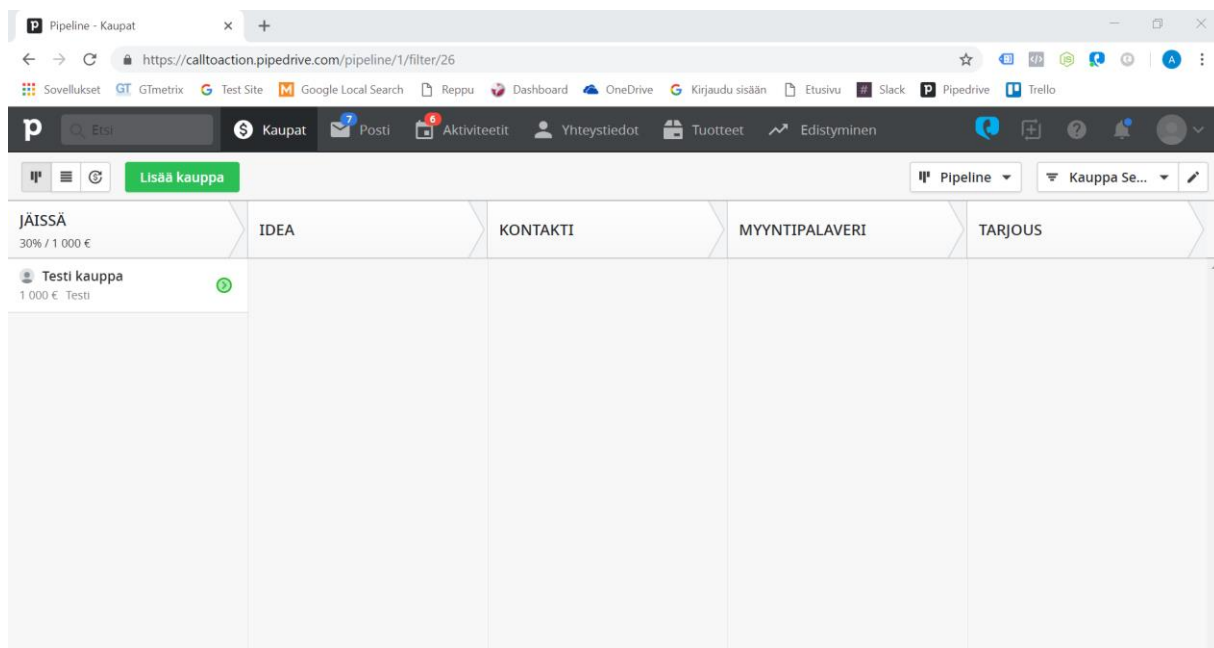 Pipeline - Kaupat
https://calltoaction.pipedrive.com/pipeline/1/filter/26
A
Sovellukset GT GTmetrix G Test Site M Google Local Search Reppu Dashboard OneDrive G Kirjaudu sisään Etusivu # Slack Pipedrive Trello
p Etsi Kaupat 7 Posti 6 Aktiviteetit Yhteystiedot Tuotteet Edistyminen
Lisää kauppa Pipeline Kauppa Se...
JÄISSÄ
30% / 1 000 €
IDEA
KONTAKTI
MYYNTIPALAVERI
TARJOUS
Testi kauppa
1 000 € Testi